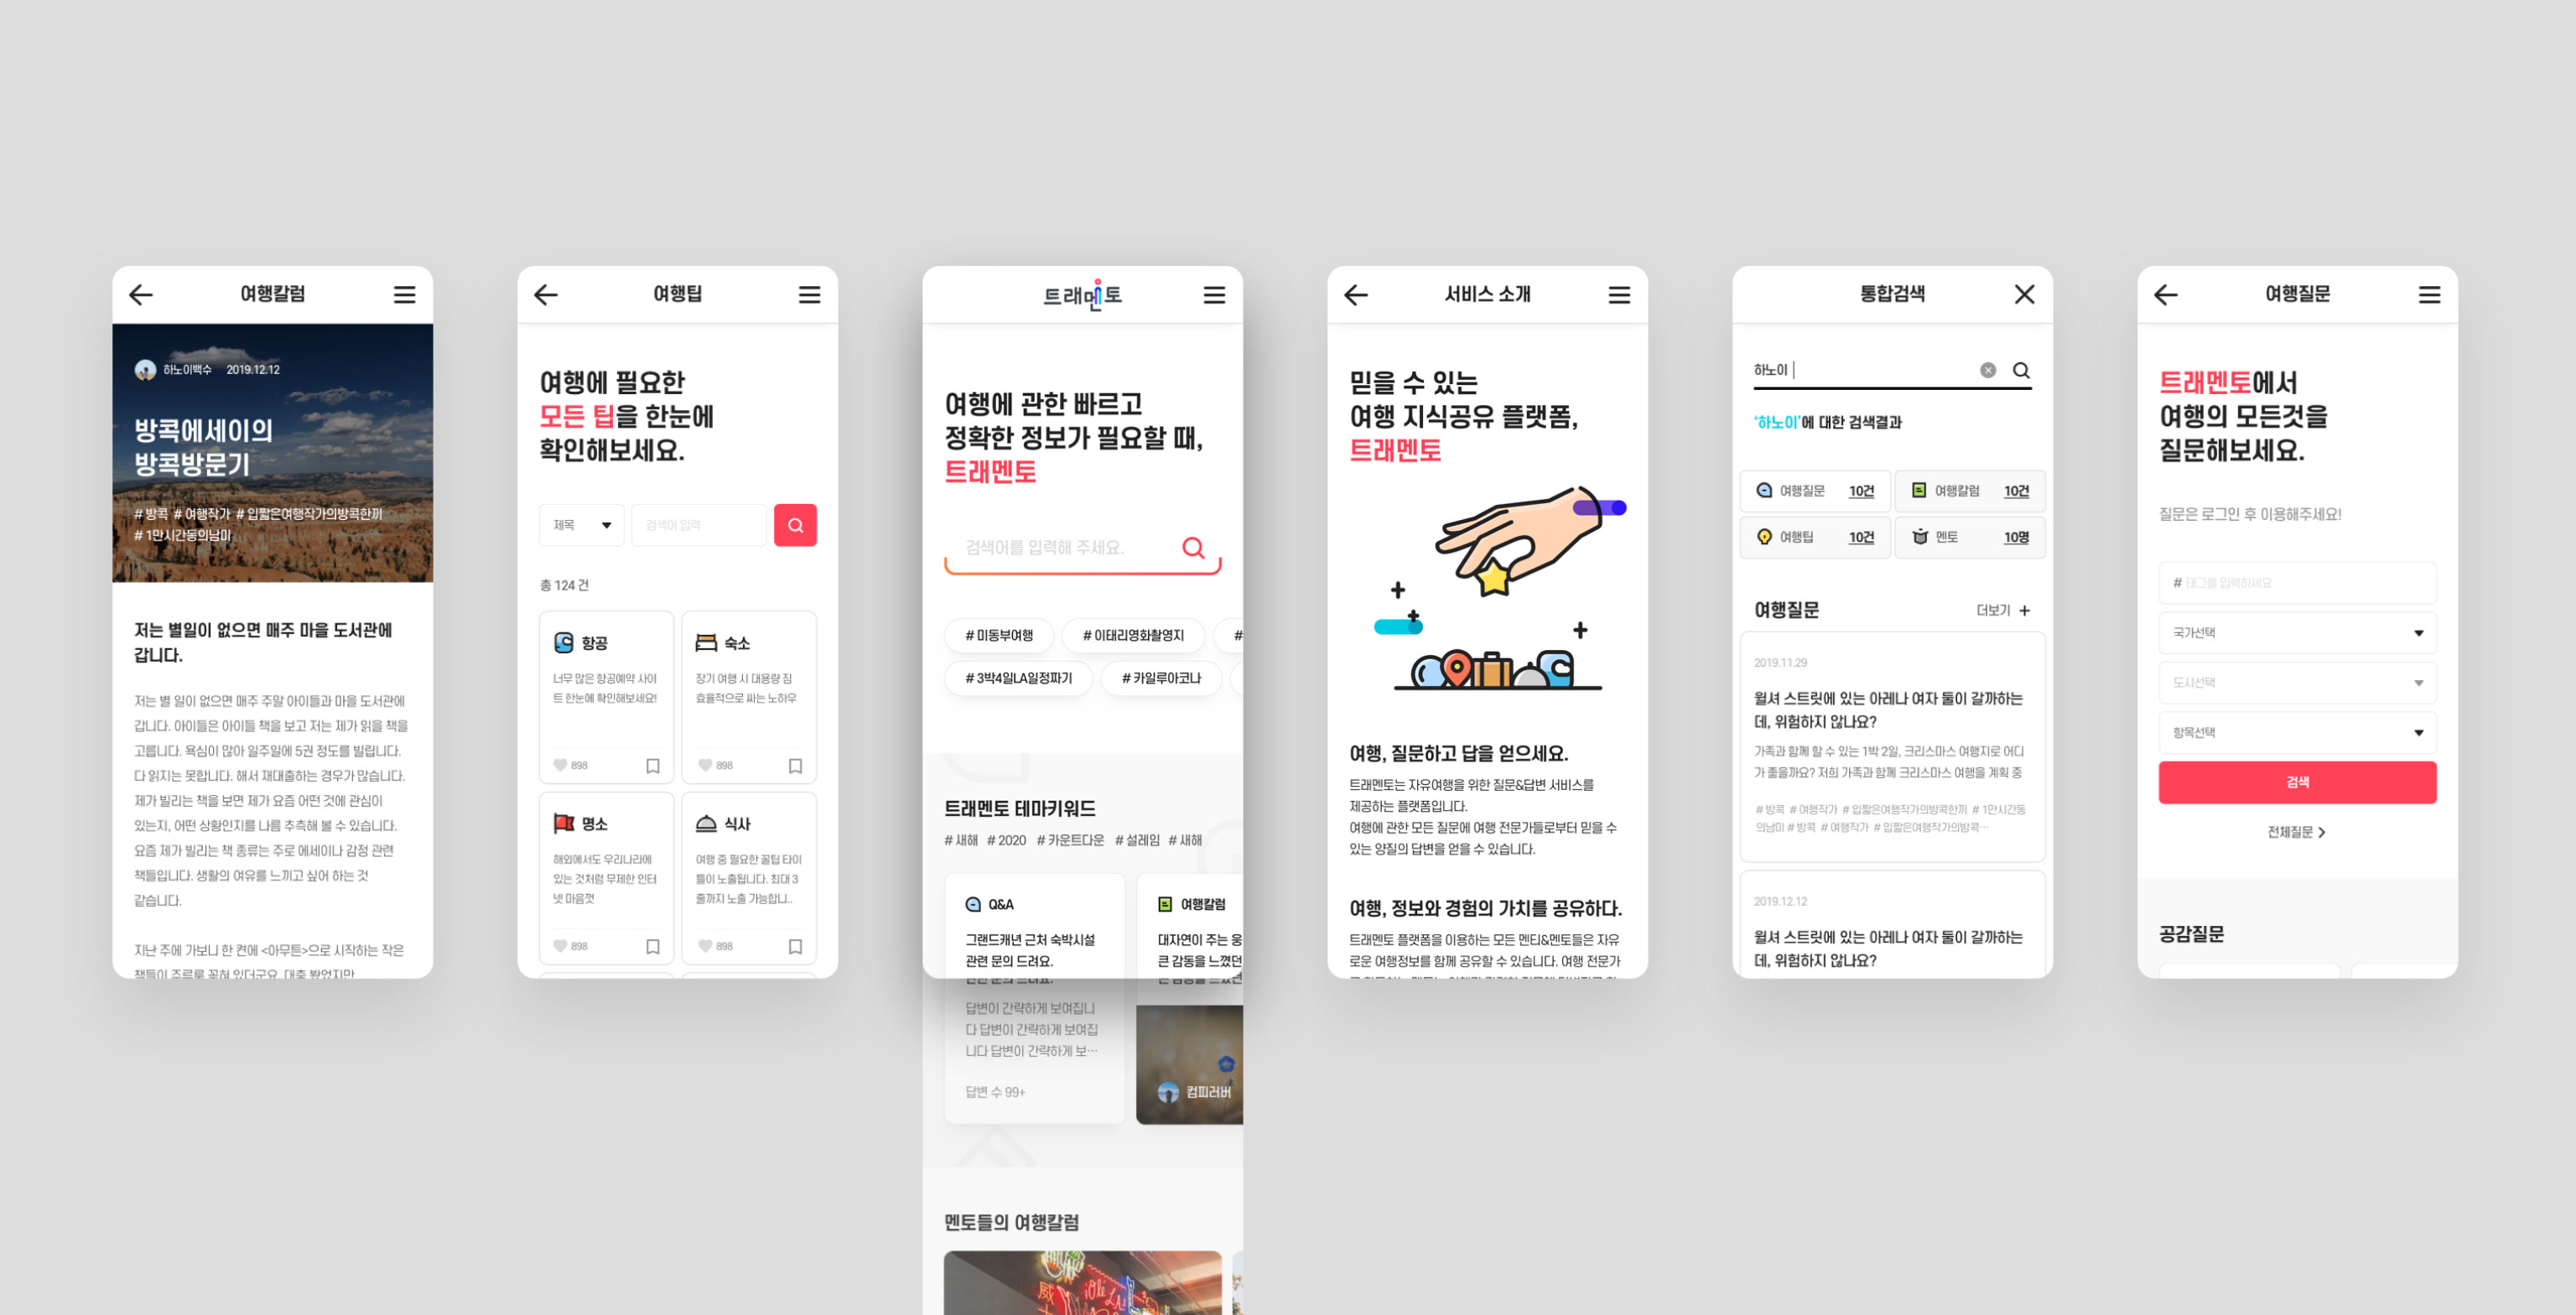 여행칼럼
하노이백수 2019.12.12
방콕에세이의
방콕방문기
# 방콕 # 여행작가 # 입짧은여행작가의방콕한끼
# 1만시간동의남미
저는 별일이 없으면 매주 마을 도서관에
갑니다.
저는 별 일이 없으면 매주 주말 아이들과 마을 도서관에
갑니다. 아이들은 아이들 책을 보고 저는 제가 읽을 책을
고릅니다. 욕심이 많아 일주일에 5권 정도를 빌립니다.
다 읽지는 못합니다. 해서 재대출하는 경우가 많습니다.
제가 빌리는 책을 보면 제가 요즘 어떤 것에 관심이
있는지, 어떤 상황인지를 나름 추측해 볼 수 있습니다.
요즘 제가 빌리는 책 종류는 주로 에세이나 감정 관련
책들입니다. 생활의 여유를 느끼고 싶어 하는 것
같습니다.
지난 주에 가보니 한 켠에 <아무튼>으로 시작하는 작은
책들이 주르룩 꽂혀 있더군요. 대충 봤었지만
여행팁
여행에 필요한
모든 팁을 한눈에
확인해보세요.
제목
검색어 입력
총 124 건
항공
너무 많은 항공예약 사이
트 한눈에 확인해보세요!
898
숙소
장기 여행 시 대용량 짐
효율적으로 싸는 노하우
898
명소
해외에서도 우리나라에
있는 것처럼 무제한 인터
넷 마음껏
898
식사
여행 중 필요한 꿀팁 타이
틀이 노출됩니다. 최대 3
줄까지 노출 가능합니..
898
트래멘토
여행에 관한 빠르고
정확한 정보가 필요할 때,
트래멘토
검색어를 입력해 주세요.
# 미동부여행 # 이태리영화촬영지 #
# 3박4일LA일정짜기 # 카일루아코나
트래멘토 테마키워드
# 새해 # 2020 # 카운트다운 # 설레임 # 새해
Q&A
그랜드캐년 근처 숙박시설
관련 문의 드려요.
답변이 간략하게 보여집니
다 답변이 간략하게 보여집
니다 답변이 간략하게 보…
답변 수 99+
여행칼럼
대자연이 주는 웅
큰 감동을 느꼈던
컴피러버
멘토들의 여행칼럼
서비스 소개
믿을 수 있는
여행 지식공유 플랫폼,
트래멘토
여행, 질문하고 답을 얻으세요.
트래멘토는 자유여행을 위한 질문&답변 서비스를
제공하는 플랫폼입니다.
여행에 관한 모든 질문에 여행 전문가들로부터 믿을 수
있는 양질의 답변을 얻을 수 있습니다.
여행, 정보와 경험의 가치를 공유하다.
트래멘토 플랫폼을 이용하는 모든 멘티&멘토들은 자유
로운 여행정보를 함께 공유할 수 있습니다. 여행 전문가
통합검색
하노이
'하노이'에 대한 검색결과
여행질문 10건
여행칼럼 10건
여행팁 10건
멘토 10명
여행질문
더보기 +
2019.11.29
윌셔 스트릿에 있는 아레나 여자 둘이 갈까하는
데, 위험하지 않나요?
가족과 함께 할 수 있는 1박 2일, 크리스마스 여행지로 어디
가 좋을까요? 저희 가족과 함께 크리스마스 여행을 계획 중
# 방콕 # 여행작가 # 입짧은여행작가의방콕한끼 # 1만시간동
의남미 # 방콕 # 여행작가 # 입짧은여행작가의방콕…
2019.12.12
윌셔 스트릿에 있는 아레나 여자 둘이 갈까하는
데, 위험하지 않나요?
여행질문
트래멘토에서
여행의 모든것을
질문해보세요.
질문은 로그인 후 이용해주세요!
# 태그를 입력하세요
국가선택
도시선택
항목선택
검색
전체질문
공감질문